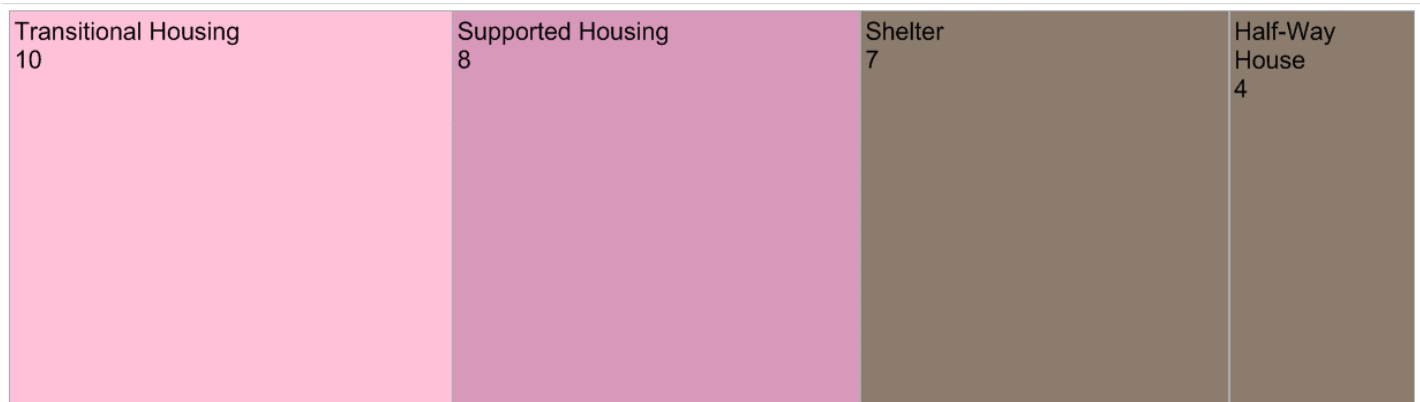 Transitional Housing
10
Supported Housing
8
Shelter
7
Half-Way
House
4